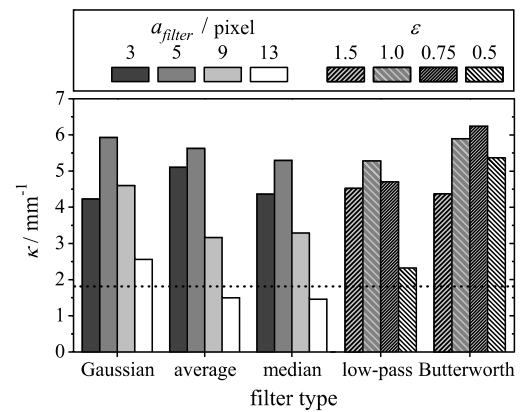 a_filter / pixel ε
3 5 9 13 1.5 1.0 0.75 0.5
7
6
5
4
3
2
1
0
κ / mm⁻¹
Gaussian average median low-pass Butterworth
filter type